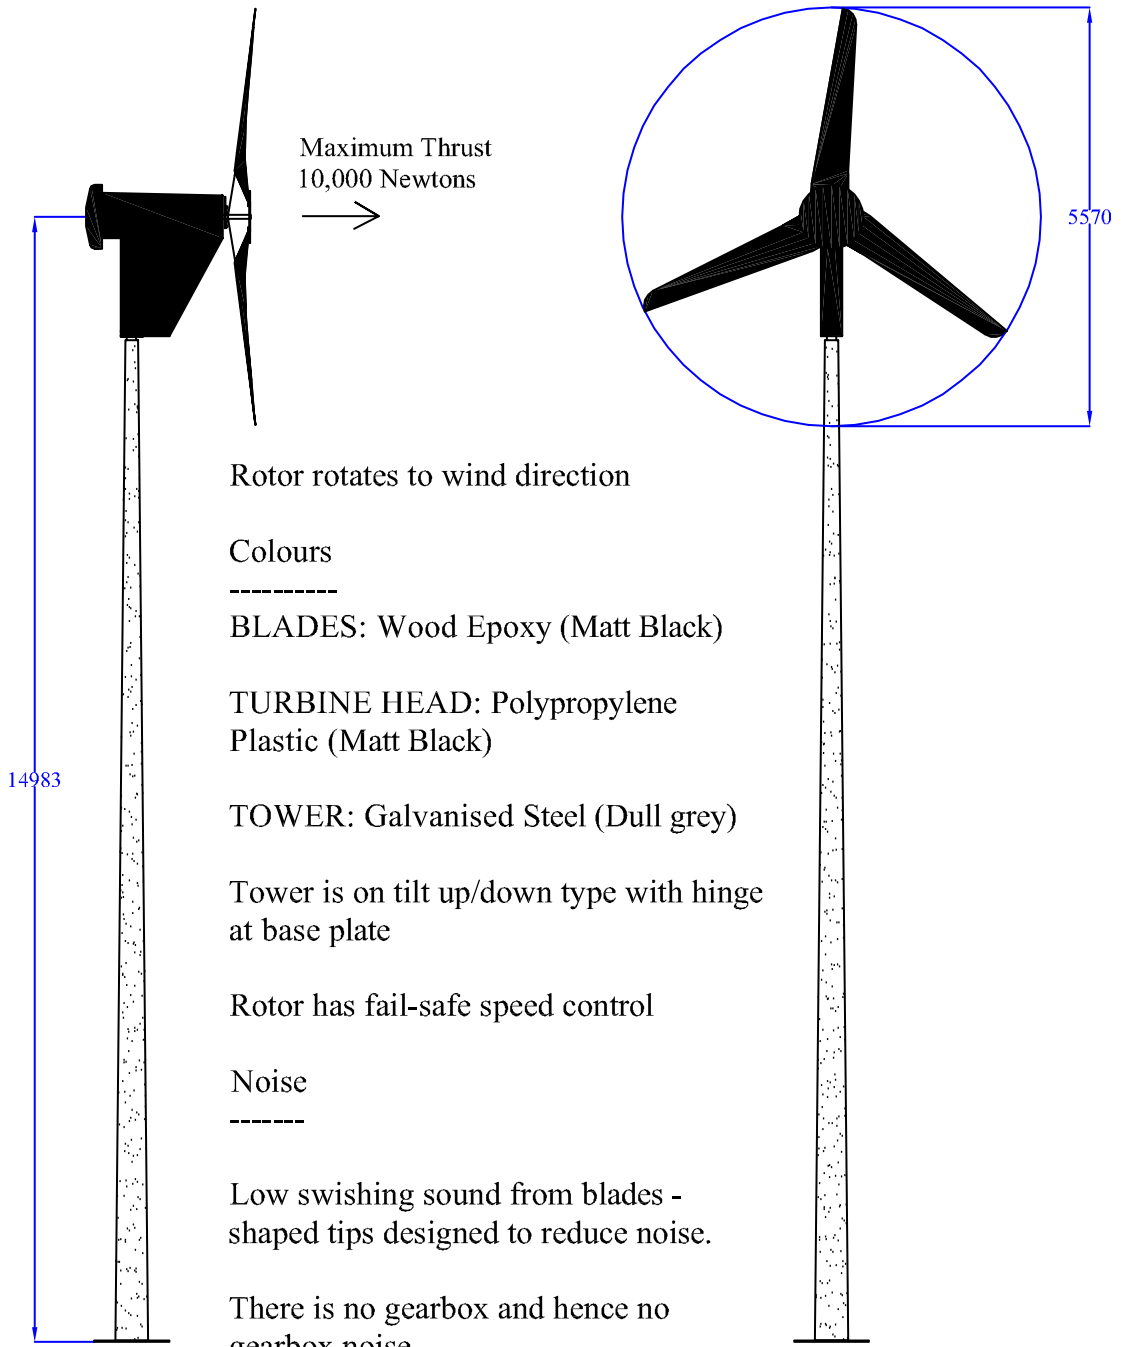 Maximum Thrust
10,000 Newtons
5570
Rotor rotates to wind direction
Colours
----------
BLADES: Wood Epoxy (Matt Black)
TURBINE HEAD: Polypropylene
Plastic (Matt Black)
14983
TOWER: Galvanised Steel (Dull grey)
Tower is on tilt up/down type with hinge
at base plate
Rotor has fail-safe speed control
Noise
-------
Low swishing sound from blades -
shaped tips designed to reduce noise.
There is no gearbox and hence no
gearbox noise